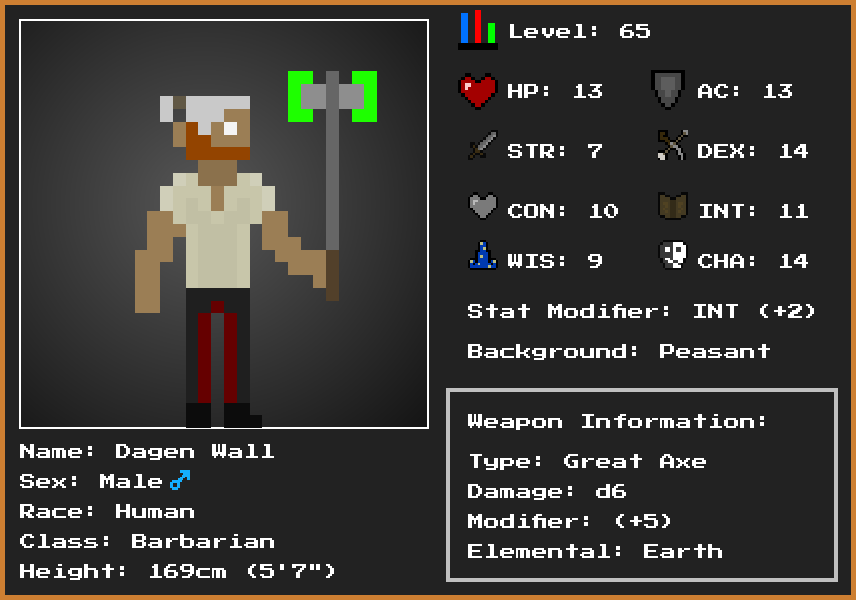 Level: 65
HP: 13
AC: 13
STR: 7
DEX: 14
CON: 10
INT: 11
WIS: 9
CHA: 14
Stat Modifier: INT (+2)
Background: Peasant
Weapon Information:
Type: Great Axe
Damage: d6
Modifier: (+5)
Elemental: Earth
Name: Dagen Wall
Sex: Male♂
Race: Human
Class: Barbarian
Height: 169cm (5'7")